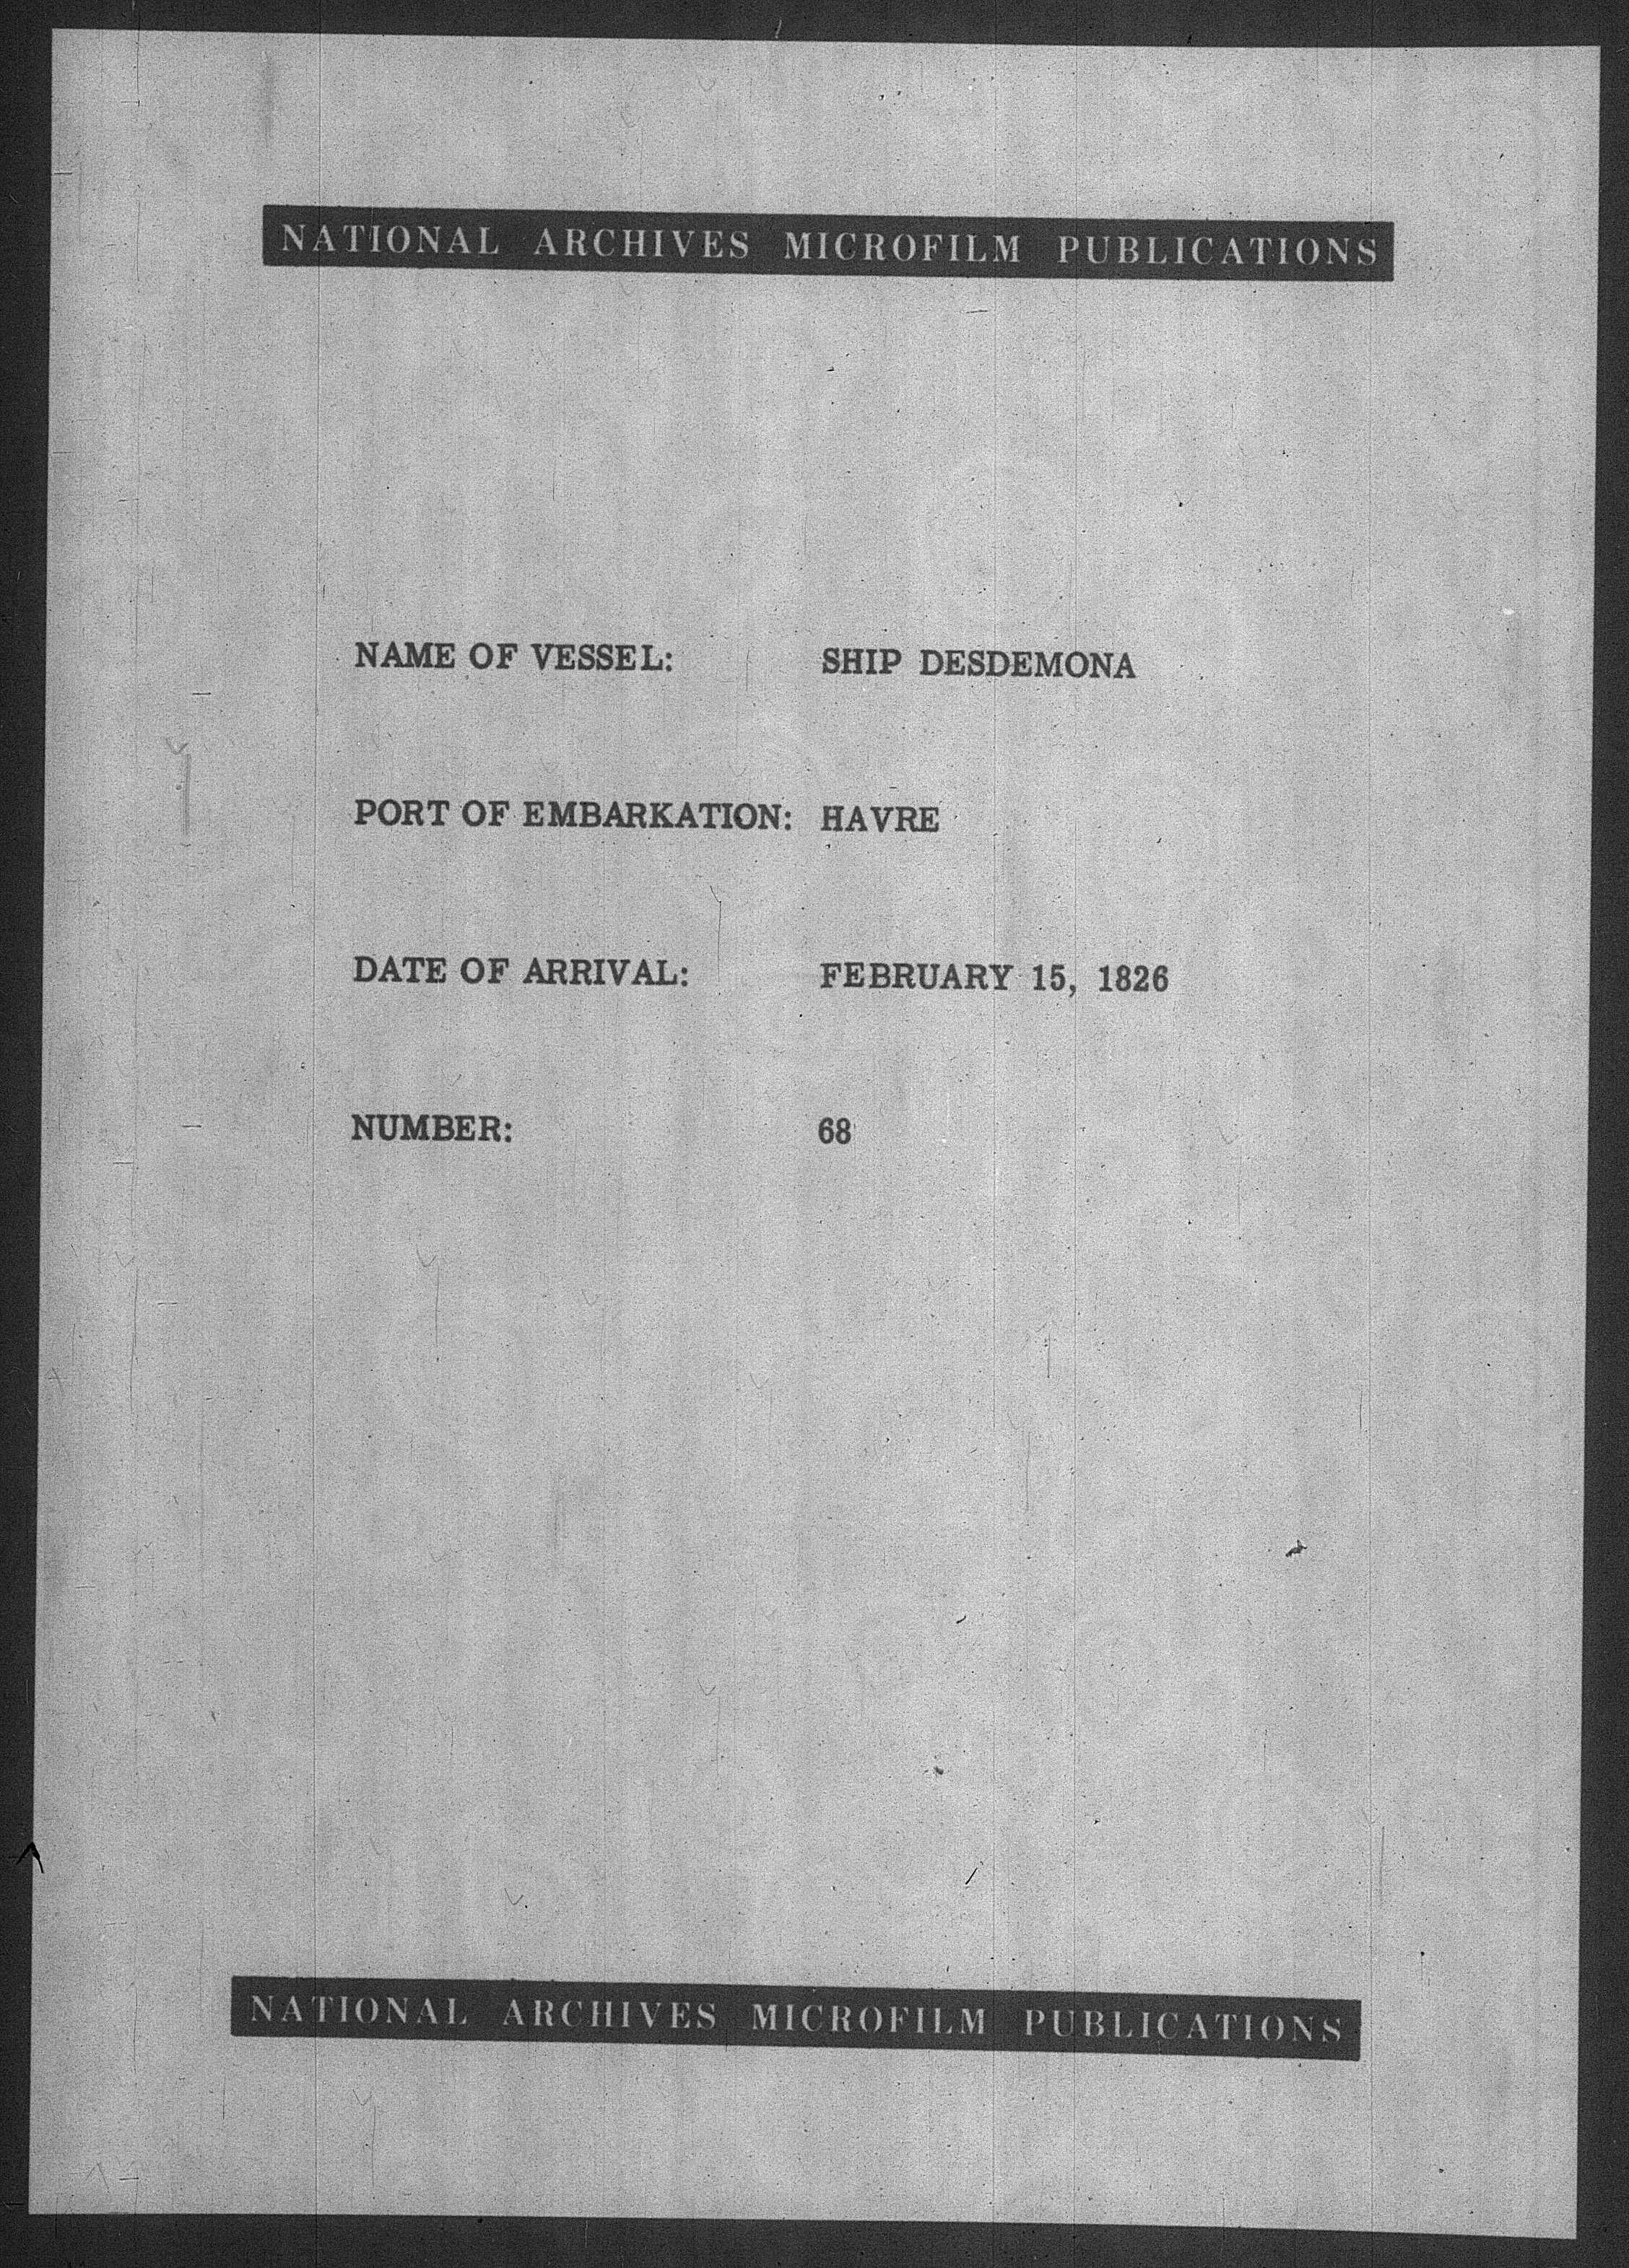 NATIONAL ARCHIVES MICROFILM PUBLICATIONS
NAME OF VESSEL: SHIP DESDEMONA
PORT OF EMBARKATION: HAVRE
DATE OF ARRIVAL: FEBRUARY 15, 1826
NUMBER: 68
NATIONAL ARCHIVES MICROFILM PUBLICATIONS